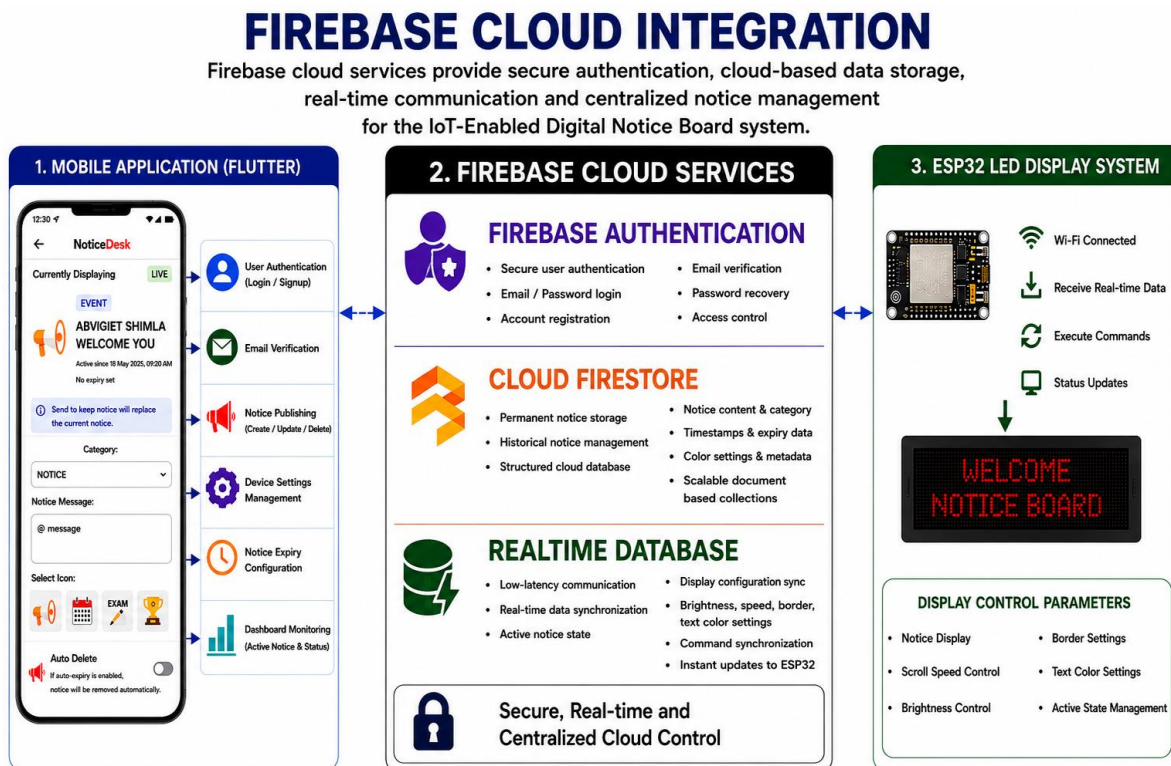 FIREBASE CLOUD INTEGRATION
Firebase cloud services provide secure authentication, cloud-based data storage,
real-time communication and centralized notice management
for the IoT-Enabled Digital Notice Board system.
1. MOBILE APPLICATION (FLUTTER)
12:30
NoticeDesk
Currently Displaying
LIVE
EVENT
ABVIGIET SHIMLA
WELCOME YOU
Active since 18 May 2025, 09:20 AM
No expiry set
Send to keep notice will replace
the current notice.
Category:
NOTICE
Notice Message:
@ message
Select Icon:
EXAM
Auto Delete
If auto-expiry is enabled,
notice will be removed automatically.
User Authentication
(Login / Signup)
Email Verification
Notice Publishing
(Create / Update / Delete)
Device Settings
Management
Notice Expiry
Configuration
Dashboard Monitoring
(Active Notice & Status)
2. FIREBASE CLOUD SERVICES
FIREBASE AUTHENTICATION
• Secure user authentication
• Email / Password login
• Account registration
• Email verification
• Password recovery
• Access control
CLOUD FIRESTORE
• Permanent notice storage
• Historical notice management
• Structured cloud database
• Notice content & category
• Timestamps & expiry data
• Color settings & metadata
• Scalable document
based collections
REALTIME DATABASE
• Low-latency communication
• Real-time data synchronization
• Active notice state
• Display configuration sync
• Brightness, speed, border,
text color settings
• Command synchronization
• Instant updates to ESP32
Secure, Real-time and
Centralized Cloud Control
3. ESP32 LED DISPLAY SYSTEM
Wi-Fi Connected
Receive Real-time Data
Execute Commands
Status Updates
WELCOME
NOTICE BOARD
DISPLAY CONTROL PARAMETERS
• Notice Display
• Scroll Speed Control
• Brightness Control
• Border Settings
• Text Color Settings
• Active State Management